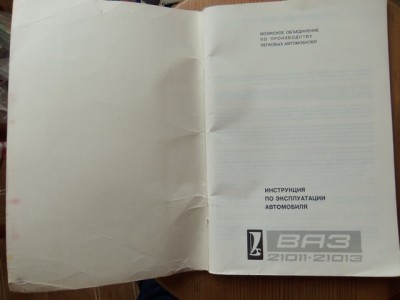 ВОЛЖСКОЕ ОБЪЕДИНЕНИЕ
ПО ПРОИЗВОДСТВУ
ЛЕГКОВЫХ АВТОМОБИЛЕЙ
ИНСТРУКЦИЯ
ПО ЭКСПЛУАТАЦИИ
АВТОМОБИЛЯ
ВАЗ
21011·21013